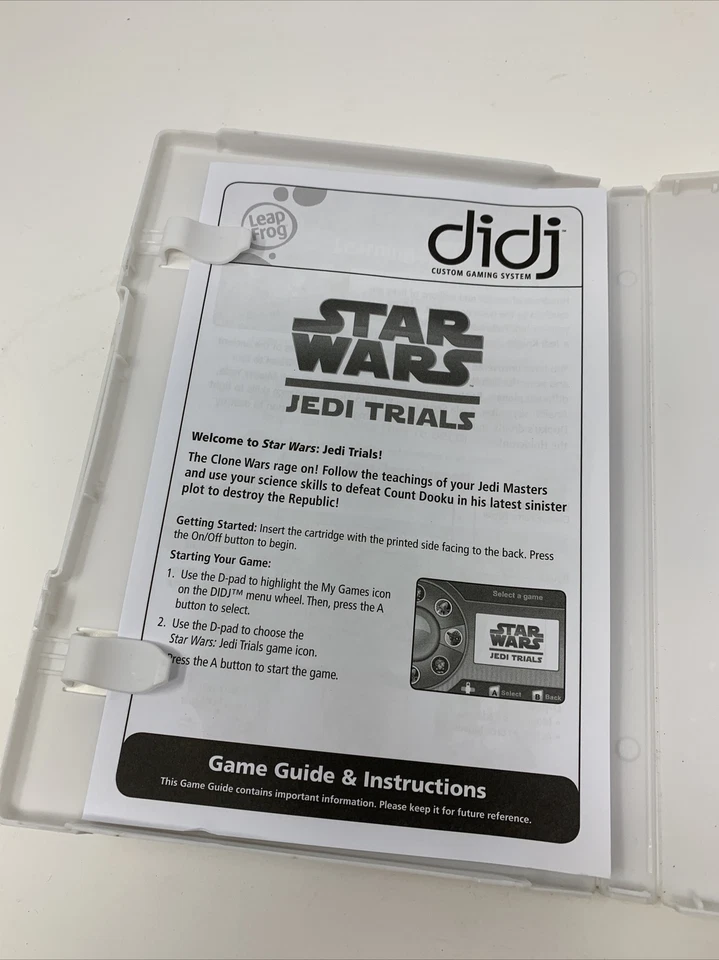 Leap
Frog
didj™
CUSTOM GAMING SYSTEM
STAR
WARS™
JEDI TRIALS
Welcome to Star Wars: Jedi Trials!
The Clone Wars rage on! Follow the teachings of your Jedi Masters
and use your science skills to defeat Count Dooku in his latest sinister
plot to destroy the Republic!
Getting Started: Insert the cartridge with the printed side facing to the back. Press
the On/Off button to begin.
Starting Your Game:
1. Use the D-pad to highlight the My Games icon
on the DIDJ™ menu wheel. Then, press the A
button to select.
2. Use the D-pad to choose the
Star Wars: Jedi Trials game icon.
Press the A button to start the game.
Select a game
STAR
WARS
JEDI TRIALS
A Select B Back
Game Guide & Instructions
This Game Guide contains important information. Please keep it for future reference.